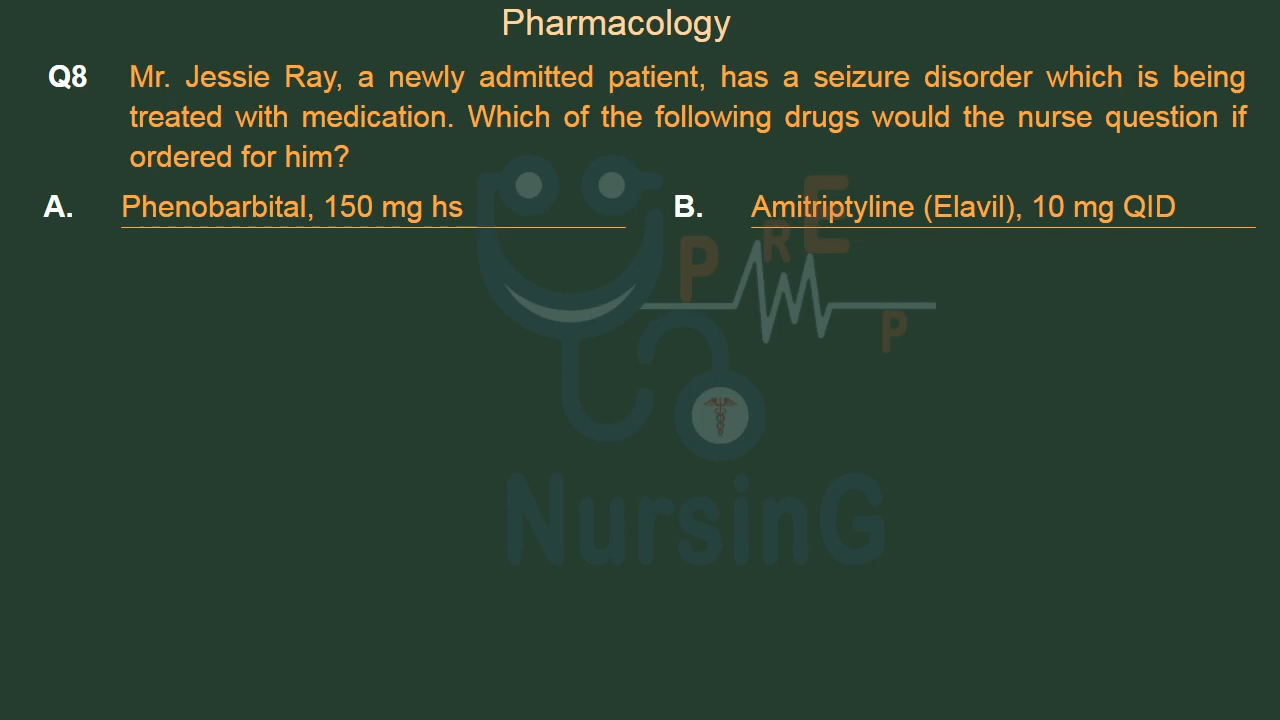 Pharmacology
Q8 Mr. Jessie Ray, a newly admitted patient, has a seizure disorder which is being
treated with medication. Which of the following drugs would the nurse question if
ordered for him?
A. Phenobarbital, 150 mg hs B. Amitriptyline (Elavil), 10 mg QID
PREP
NursinG